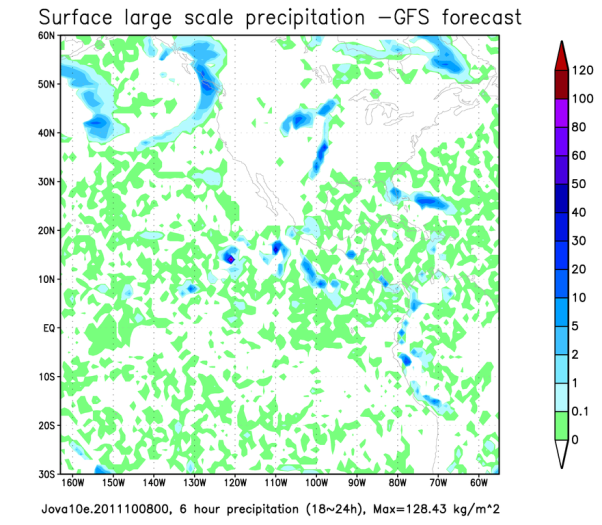 Surface large scale precipitation −GFS forecast
60N
50N
40N
30N
20N
10N
EQ
10S
20S
30S
160W 150W 140W 130W 120W 110W 100W 90W 80W 70W 60W
120
100
80
60
50
40
30
20
10
5
2
1
0.1
0
Jova10e.2011100800, 6 hour precipitation (18~24h), Max=128.43 kg/m^2